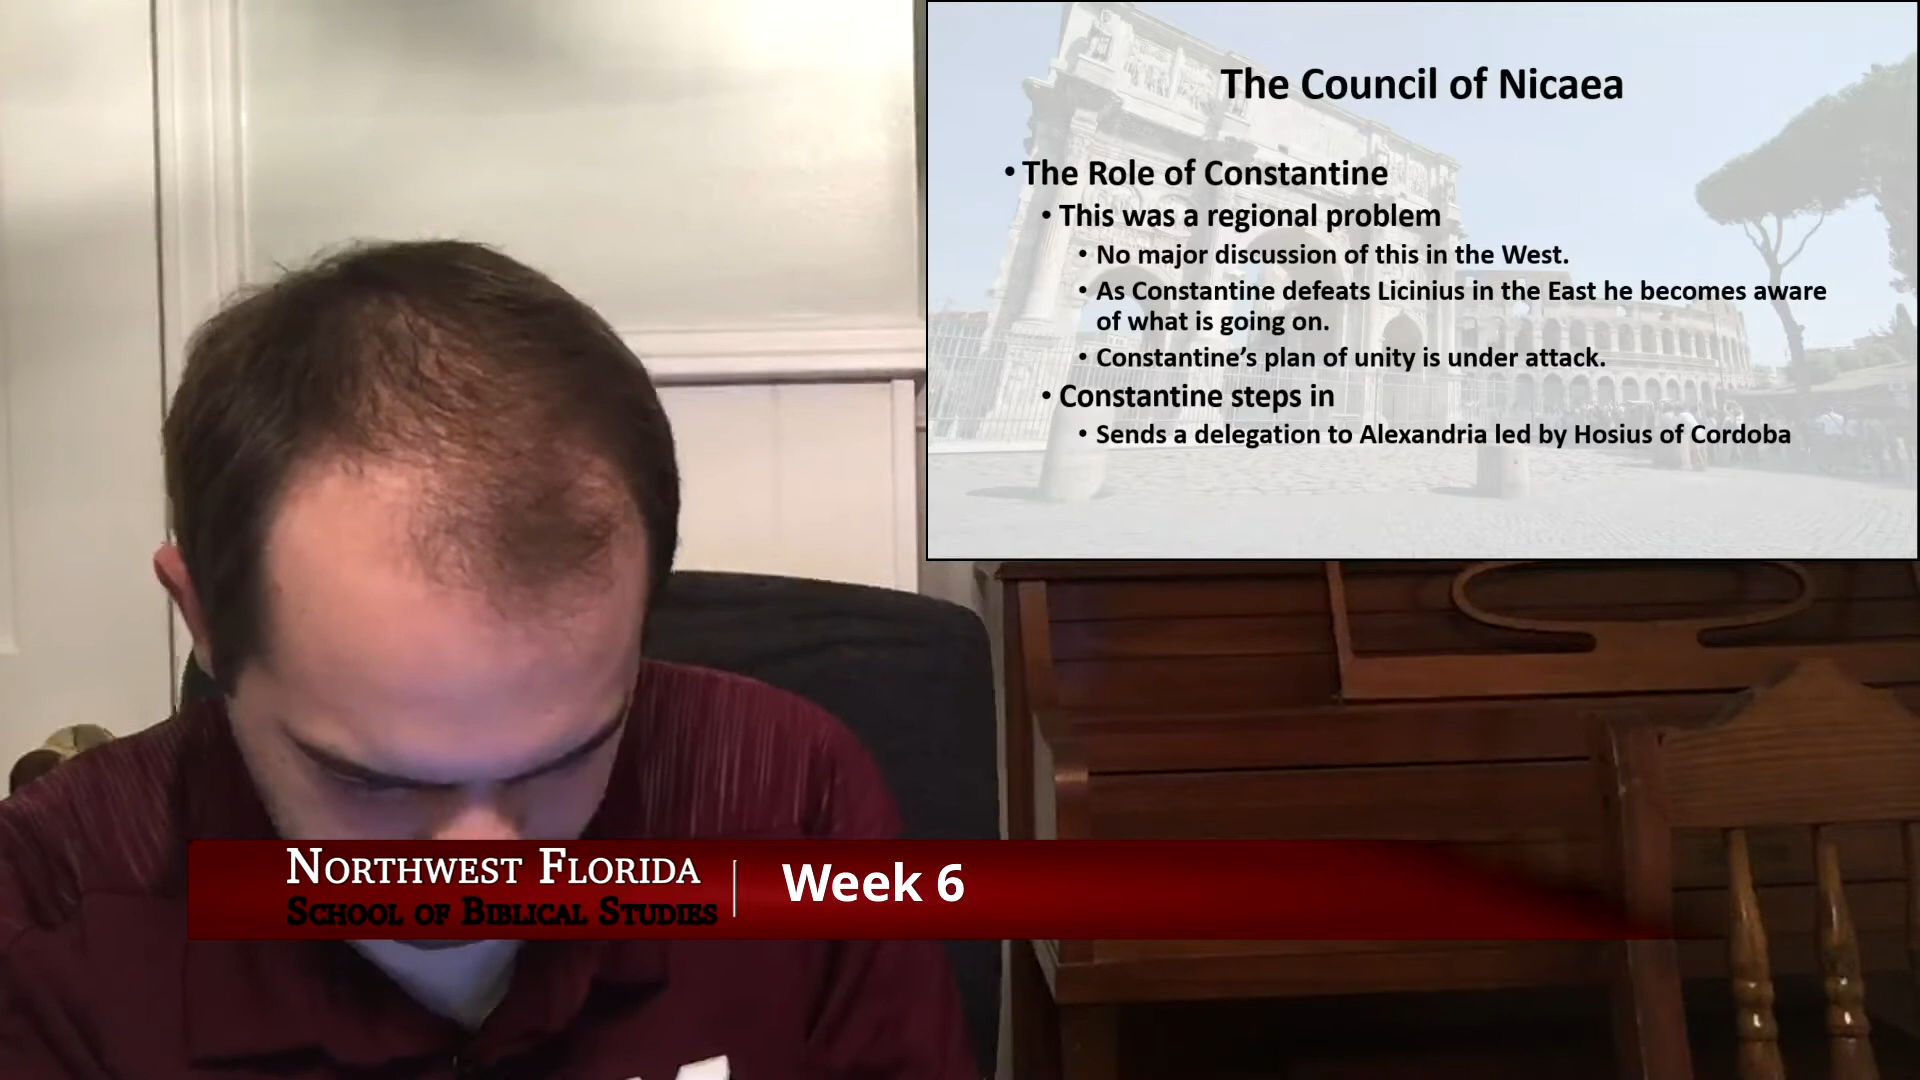 The Council of Nicaea
• The Role of Constantine
• This was a regional problem
• No major discussion of this in the West.
• As Constantine defeats Licinius in the East he becomes aware
of what is going on.
• Constantine’s plan of unity is under attack.
• Constantine steps in
• Sends a delegation to Alexandria led by Hosius of Cordoba
Northwest Florida
School of Biblical Studies
Week 6